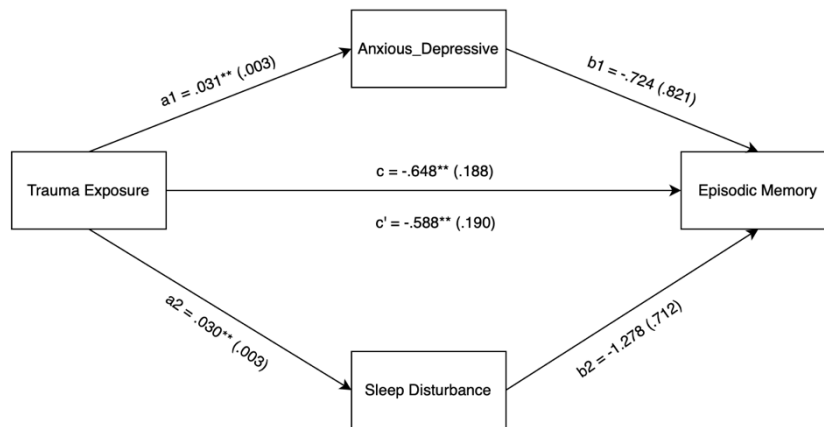 Anxious_Depressive
a1 = .031** (.003)
b1 = -.724 (.821)
Trauma Exposure
c = -.648** (.188)
c' = -.588** (.190)
Episodic Memory
a2 = .030** (.003)
b2 = -1.278 (.712)
Sleep Disturbance